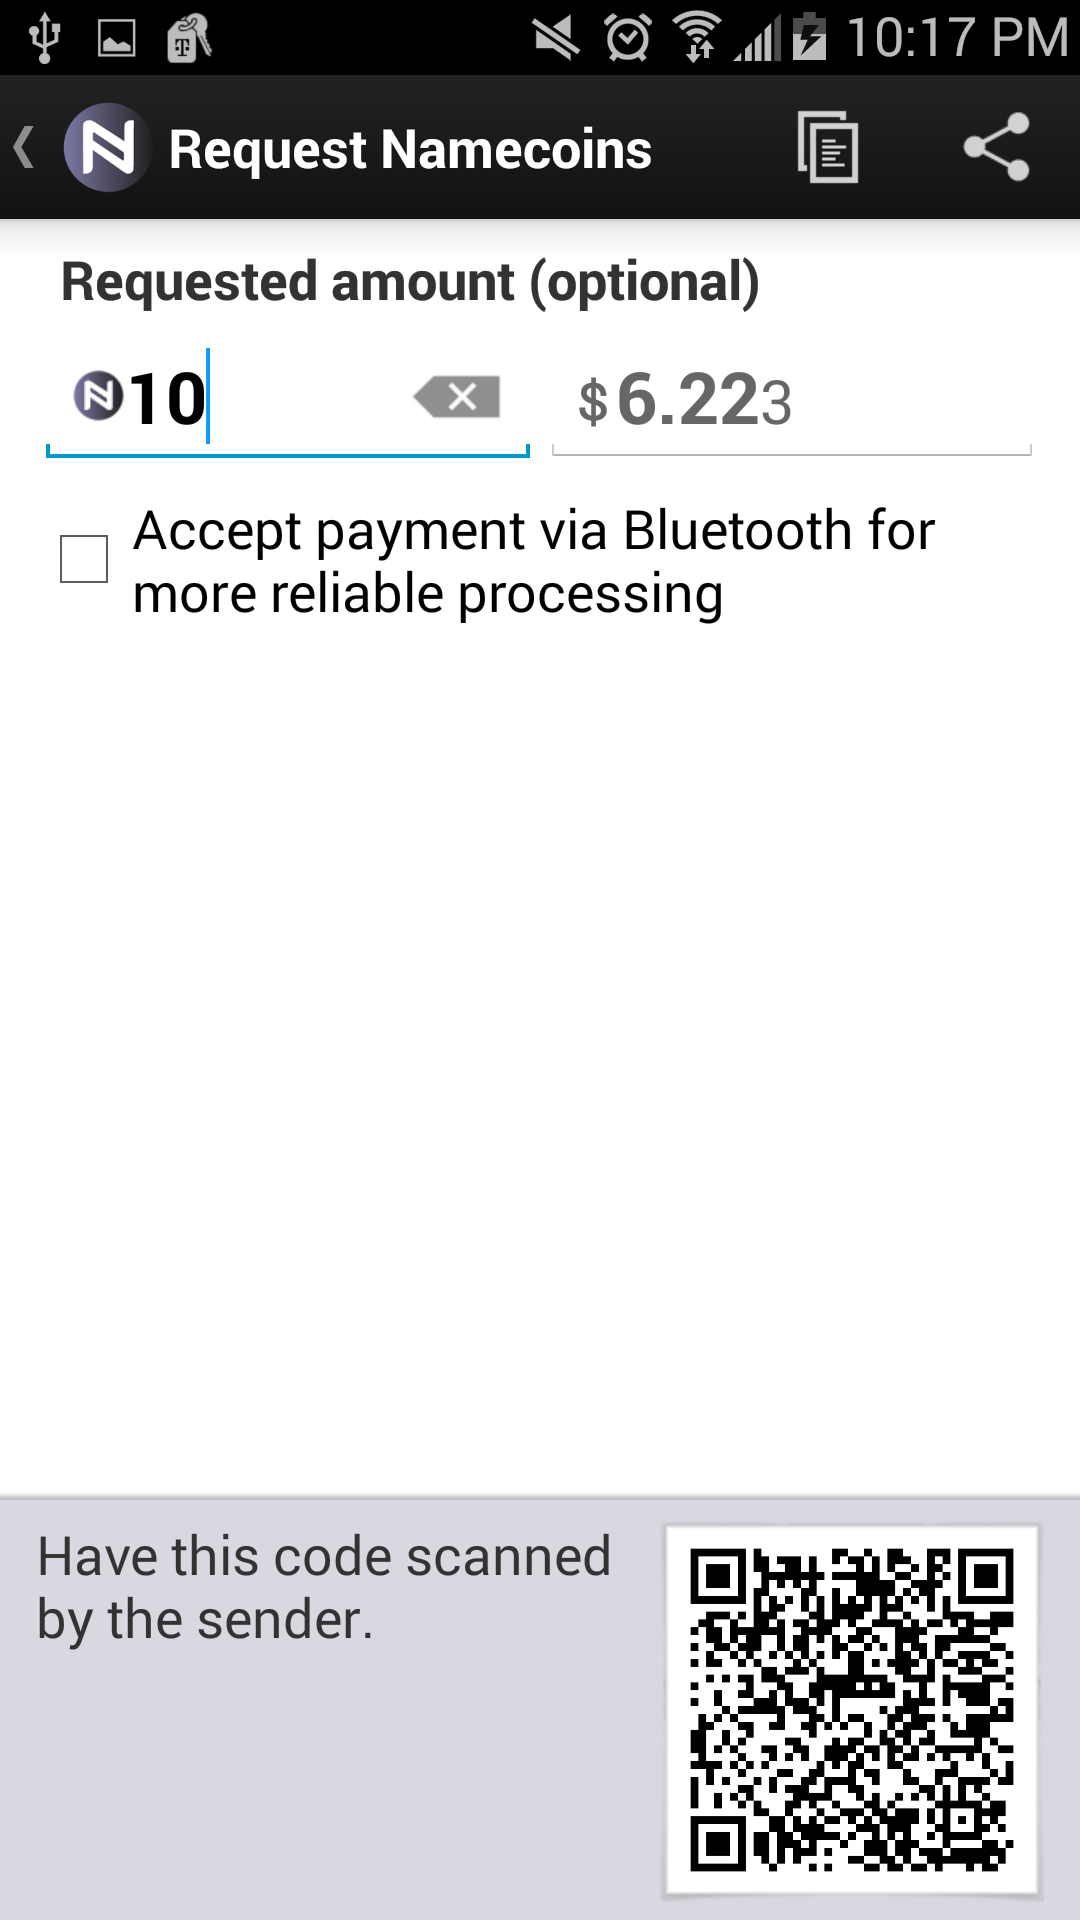 10:17 PM
Request Namecoins
Requested amount (optional)
10
$6.223
Accept payment via Bluetooth for
more reliable processing
Have this code scanned
by the sender.